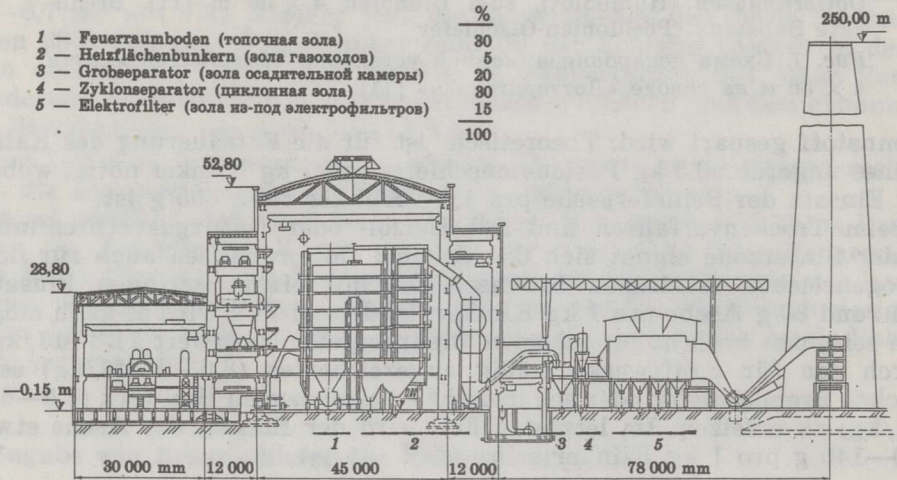 %
1 — Feuerraumboden (топочная зола) 30
2 — Heizflächenbunkern (зола газоходов) 5
3 — Grobseparator (зола осадительной камеры) 20
4 — Zyklonseparator (циклонная зола) 30
5 — Elektrofilter (зола из-под электрофильтров) 15
100
250,00 m
52,80
28,80
0,15 m
1 2 3 4 5
30 000 mm 12 000 45 000 12 000 78 000 mm